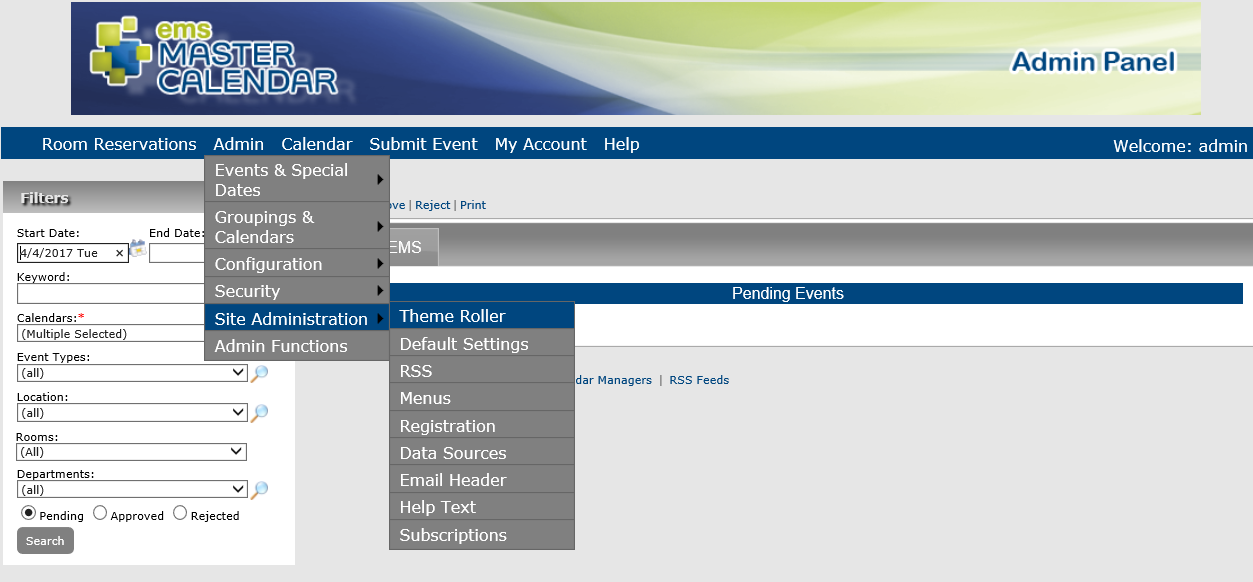 ems
MASTER
CALENDAR
Admin Panel
Room Reservations Admin Calendar Submit Event My Account Help
Welcome: admin
Events & Special
Dates
Groupings &
Calendars
Configuration
Security
Site Administration
Admin Functions
Theme Roller
Default Settings
RSS
Menus
Registration
Data Sources
Email Header
Help Text
Subscriptions
Filters
Start Date: End Date:
4/4/2017 Tue ×
Keyword:
Calendars:*
(Multiple Selected)
Event Types:
(all)
Location:
(all)
Rooms:
(All)
Departments:
(all)
Pending Approved Rejected
Search
| Reject | Print
EMS
Pending Events
Managers | RSS Feeds